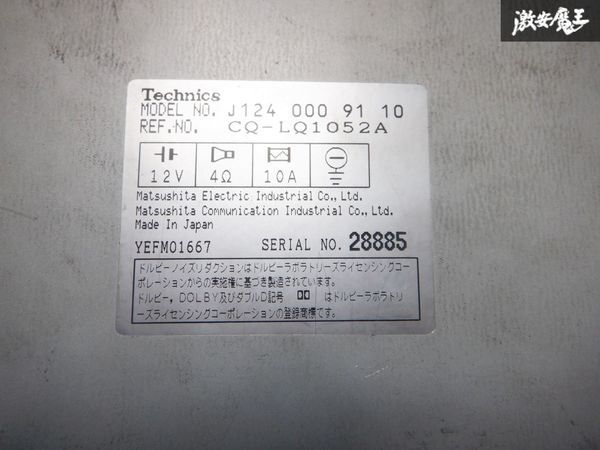 激安魔王
Technics
MODEL NO. J124 000 91 10
REF.NO. CQ-LQ1052A
12V 4Ω 10A
Matsushita Electric Industrial Co., Ltd.
Matsushita Communication Industrial Co., Ltd.
Made In Japan
YEFM01667 SERIAL NO. 28885
ドルビーノイズリダクションはドルビーラボラトリーズライセンシングコー
ポレーションからの実施権に基づき製造されています。
ドルビー, DOLBY及びダブルD記号 はドルビーラボラトリ
ーズライセンシングコーポレーションの登録商標です。